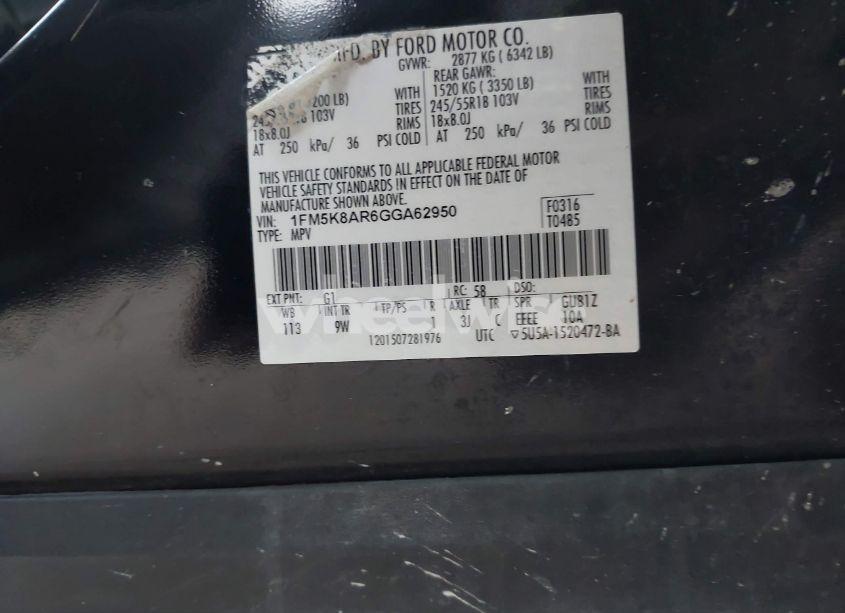 MFD. BY FORD MOTOR CO.
GVWR: 2877 KG ( 6342 LB)
200 LB) WITH
103V TIRES
18x8.0J RIMS
AT 250 kPa/ 36 PSI COLD
REAR GAWR:
1520 KG ( 3350 LB) WITH
245/55R18 103V TIRES
18x8.0J RIMS
AT 250 kPa/ 36 PSI COLD
THIS VEHICLE CONFORMS TO ALL APPLICABLE FEDERAL MOTOR
VEHICLE SAFETY STANDARDS IN EFFECT ON THE DATE OF
MANUFACTURE SHOWN ABOVE.
VIN: 1FM5K8AR6GGA62950
TYPE: MPV
F0316
T0485
EXT PNT: G1 RC: 58 DSO:
WB INT TR TP/PS R AXLE TR SPR GUB1Z
113 9W 1 3J C EFEE 10A
1201507281976 UTC ▽5U5A-1520472-BA
wheelwise